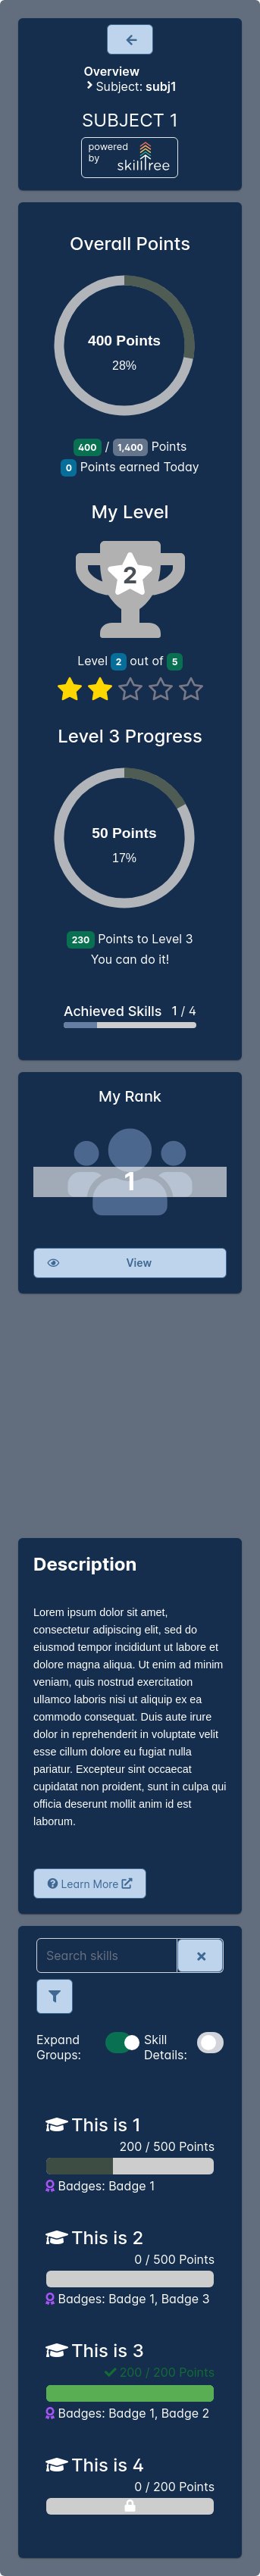 Overview
Subject: subj1
SUBJECT 1
powered
by
skilltree
Overall Points
400 Points
28%
400 / 1,400 Points
0 Points earned Today
My Level
2
Level 2 out of 5
Level 3 Progress
50 Points
17%
230 Points to Level 3
You can do it!
Achieved Skills 1 / 4
My Rank
1
View
Description
Lorem ipsum dolor sit amet,
consectetur adipiscing elit, sed do
eiusmod tempor incididunt ut labore et
dolore magna aliqua. Ut enim ad minim
veniam, quis nostrud exercitation
ullamco laboris nisi ut aliquip ex ea
commodo consequat. Duis aute irure
dolor in reprehenderit in voluptate velit
esse cillum dolore eu fugiat nulla
pariatur. Excepteur sint occaecat
cupidatat non proident, sunt in culpa qui
officia deserunt mollit anim id est
laborum.
Learn More
Search skills
Expand
Groups:
Skill
Details:
This is 1
200 / 500 Points
Badges: Badge 1
This is 2
0 / 500 Points
Badges: Badge 1, Badge 3
This is 3
200 / 200 Points
Badges: Badge 1, Badge 2
This is 4
0 / 200 Points